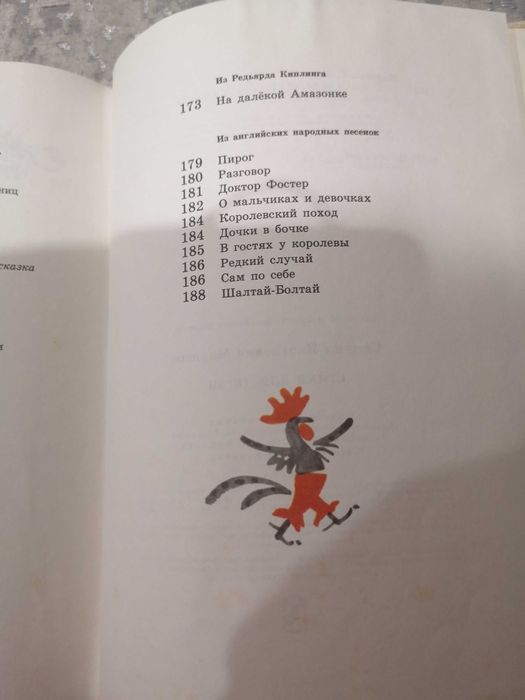 ниц
сказка
Из Редьярда Киплинга
173 На далёкой Амазонке
Из английских народных песенок
179 Пирог
180 Разговор
181 Доктор Фостер
182 О мальчиках и девочках
184 Королевский поход
184 Дочки в бочке
185 В гостях у королевы
186 Редкий случай
186 Сам по себе
188 Шалтай-Болтай